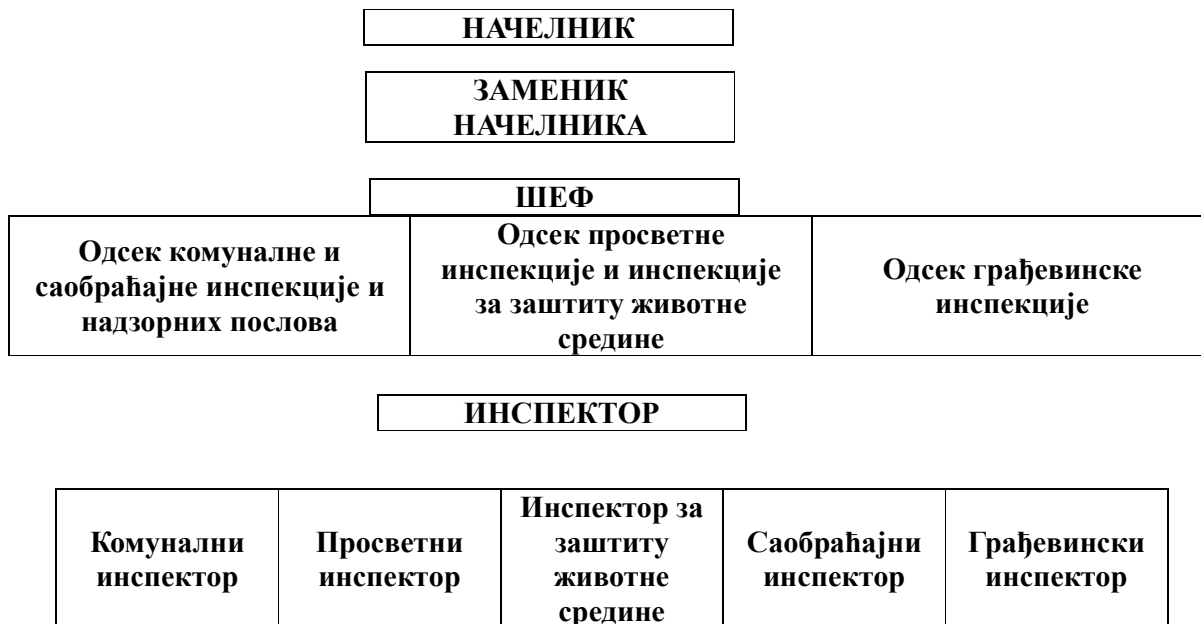 НАЧЕЛНИК
ЗАМЕНИК
НАЧЕЛНИКА
ШЕФ
Одсек комуналне и
саобраћајне инспекције и
надзорних послова
Одсек просветне
инспекције и инспекције
за заштиту животне
средине
Одсек грађевинске
инспекције
ИНСПЕКТОР
Комунални
инспектор
Просветни
инспектор
Инспектор за
заштиту
животне
средине
Саобраћајни
инспектор
Грађевински
инспектор